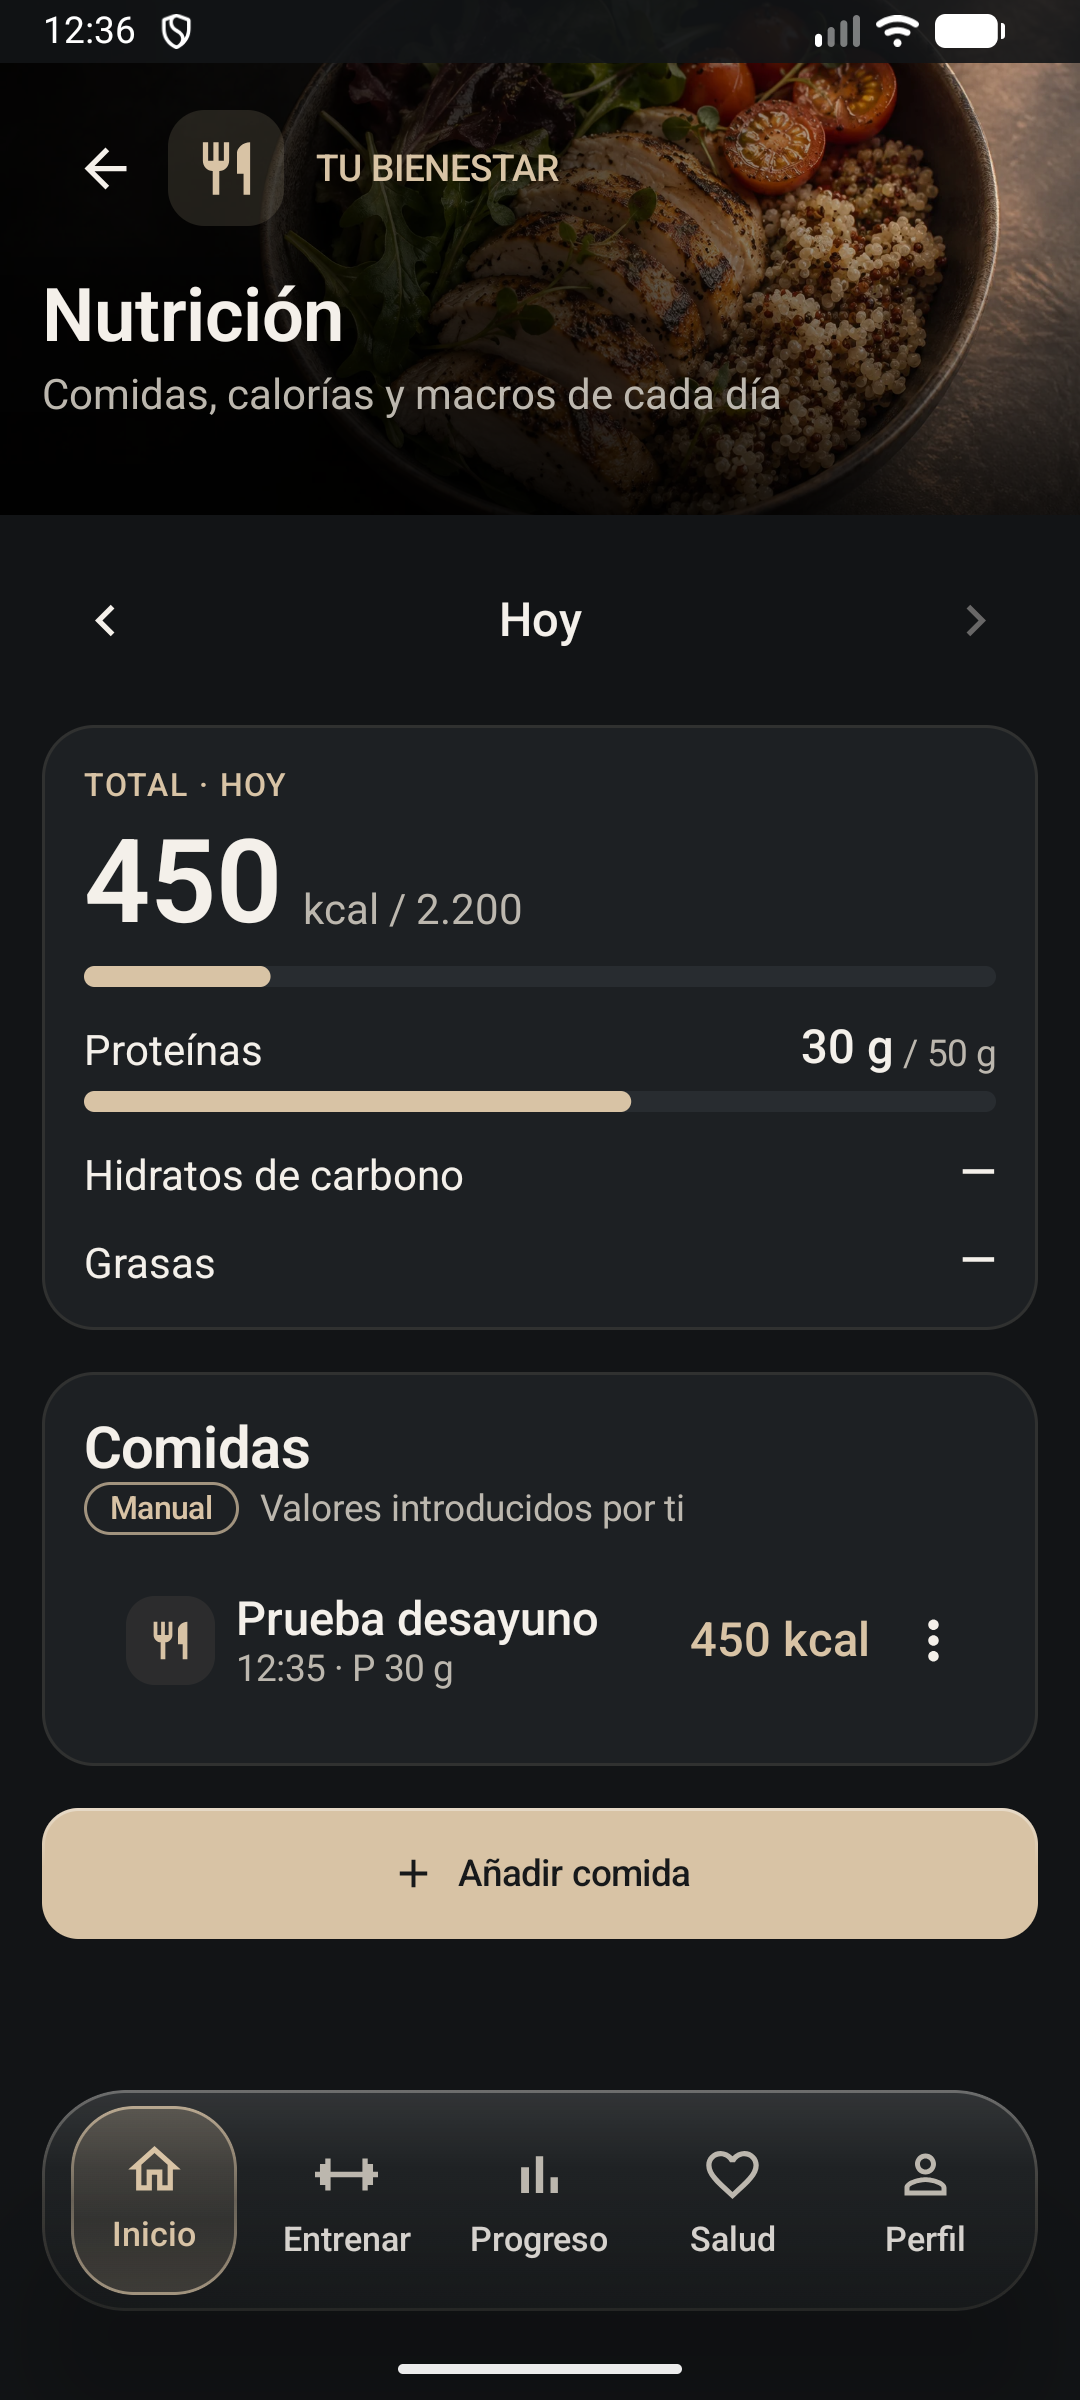 12:36
TU BIENESTAR
Nutrición
Comidas, calorías y macros de cada día
Hoy
TOTAL · HOY
450 kcal / 2.200
Proteínas 30 g / 50 g
Hidratos de carbono —
Grasas —
Comidas
Manual Valores introducidos por ti
Prueba desayuno 450 kcal
12:35 · P 30 g
+ Añadir comida
Inicio Entrenar Progreso Salud Perfil